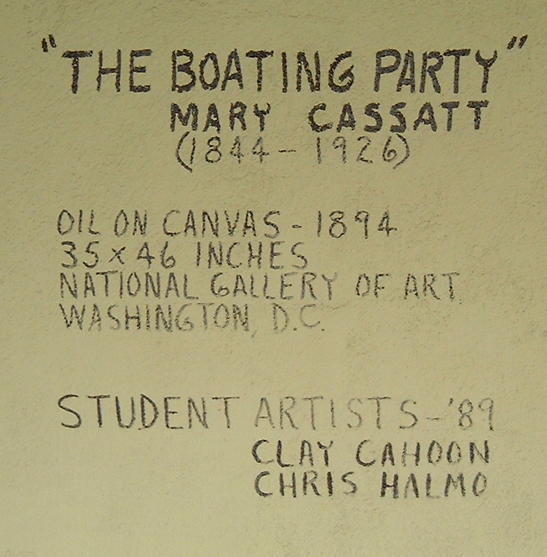 "THE BOATING PARTY"
MARY CASSATT
(1844-1926)
OIL ON CANVAS - 1894
35 x 46 INCHES
NATIONAL GALLERY OF ART
WASHINGTON, D.C.
STUDENT ARTISTS-'89
CLAY CAHOON
CHRIS HALMO